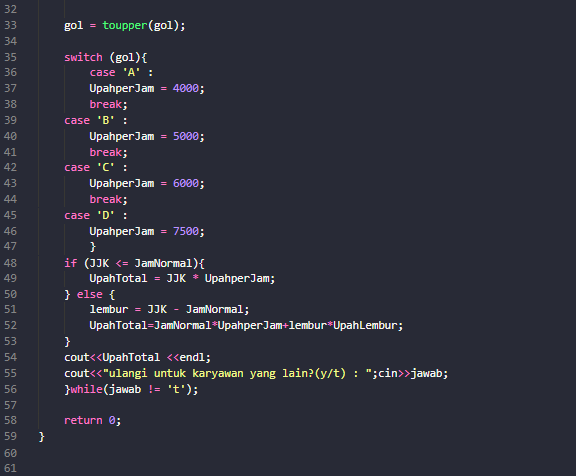 32
33 gol = toupper(gol);
34
35 switch (gol){
36 case 'A' :
37 UpahperJam = 4000;
38 break;
39 case 'B' :
40 UpahperJam = 5000;
41 break;
42 case 'C' :
43 UpahperJam = 6000;
44 break;
45 case 'D' :
46 UpahperJam = 7500;
47 }
48 if (JJK <= JamNormal){
49 UpahTotal = JJK * UpahperJam;
50 } else {
51 lembur = JJK - JamNormal;
52 UpahTotal=JamNormal*UpahperJam+lembur*UpahLembur;
53 }
54 cout<<UpahTotal <<endl;
55 cout<<"ulangi untuk karyawan yang lain?(y/t) : ";cin>>jawab;
56 }while(jawab != 't');
57
58 return 0;
59 }
60
61